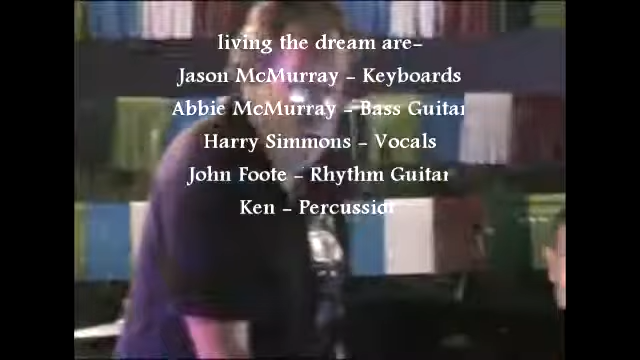 living the dream are-
Jason McMurray - Keyboards
Abbie McMurray - Bass Guitar
Harry Simmons - Vocals
John Foote - Rhythm Guitar
Ken - Percussion